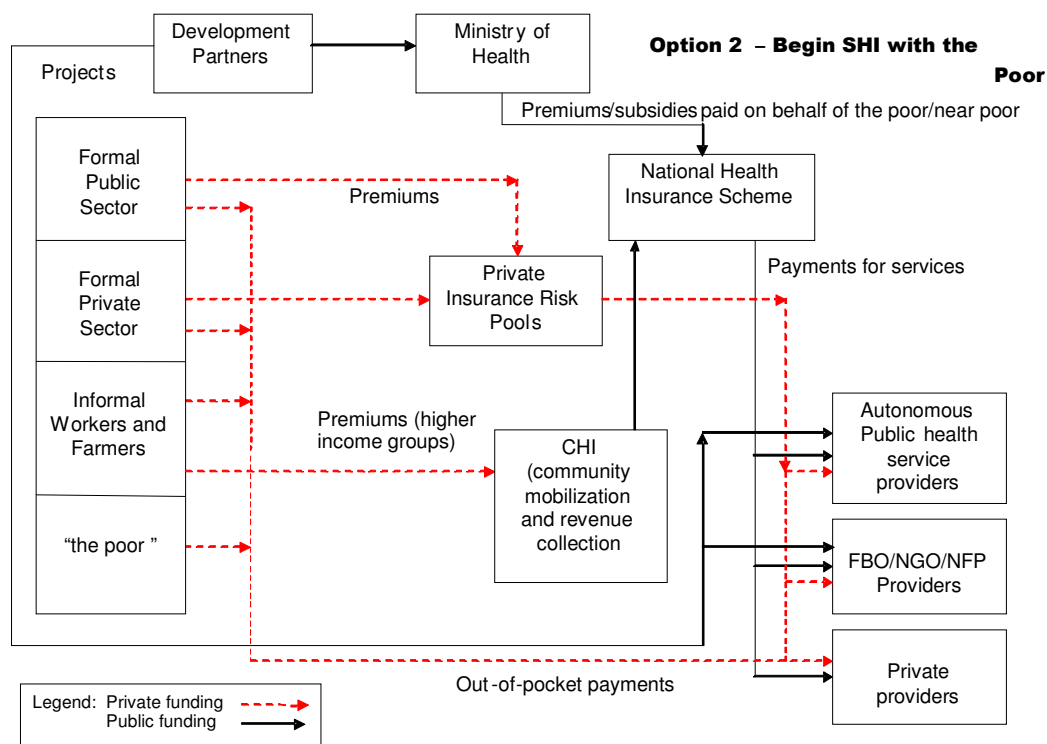 Development
Partners
Ministry of
Health
Option 2 – Begin SHI with the
Poor
Projects
Premiums/subsidies paid on behalf of the poor/near poor
Formal
Public
Sector
Premiums
National Health
Insurance Scheme
Formal
Private
Sector
Private
Insurance Risk
Pools
Payments for services
Informal
Workers and
Farmers
Premiums (higher
income groups)
CHI
(community
mobilization
and revenue
collection
Autonomous
Public health
service
providers
“the poor ”
FBO/NGO/NFP
Providers
Out-of-pocket payments
Private
providers
Legend: Private funding
Public funding